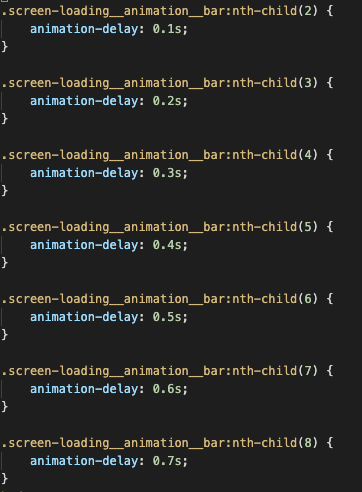 .screen-loading__animation__bar:nth-child(2) {
    animation-delay: 0.1s;
}
.screen-loading__animation__bar:nth-child(3) {
    animation-delay: 0.2s;
}
.screen-loading__animation__bar:nth-child(4) {
    animation-delay: 0.3s;
}
.screen-loading__animation__bar:nth-child(5) {
    animation-delay: 0.4s;
}
.screen-loading__animation__bar:nth-child(6) {
    animation-delay: 0.5s;
}
.screen-loading__animation__bar:nth-child(7) {
    animation-delay: 0.6s;
}
.screen-loading__animation__bar:nth-child(8) {
    animation-delay: 0.7s;
}